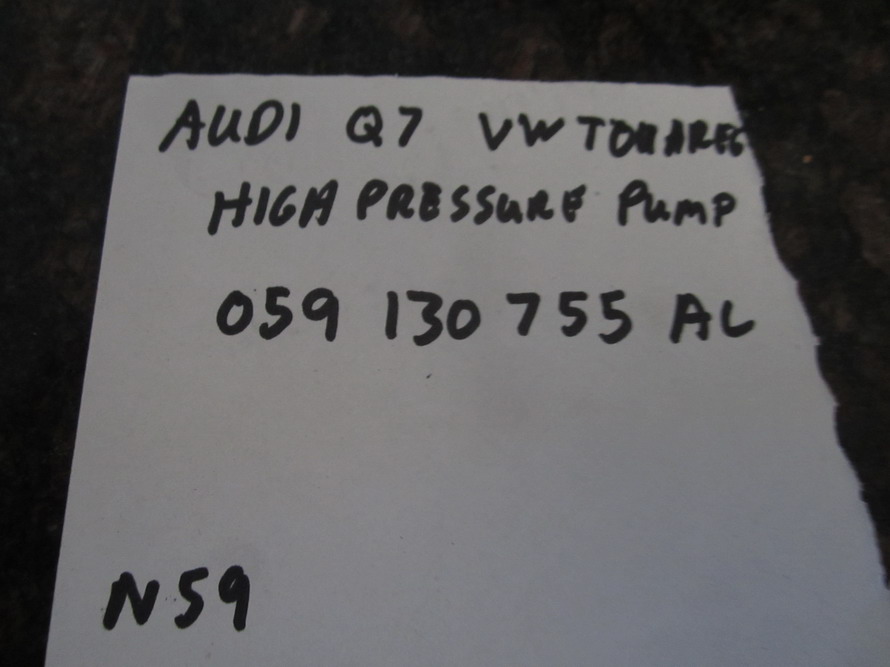 AUDI Q7 VW TOUAREG
HIGH PRESSURE PUMP
059 130 755 AL
N59